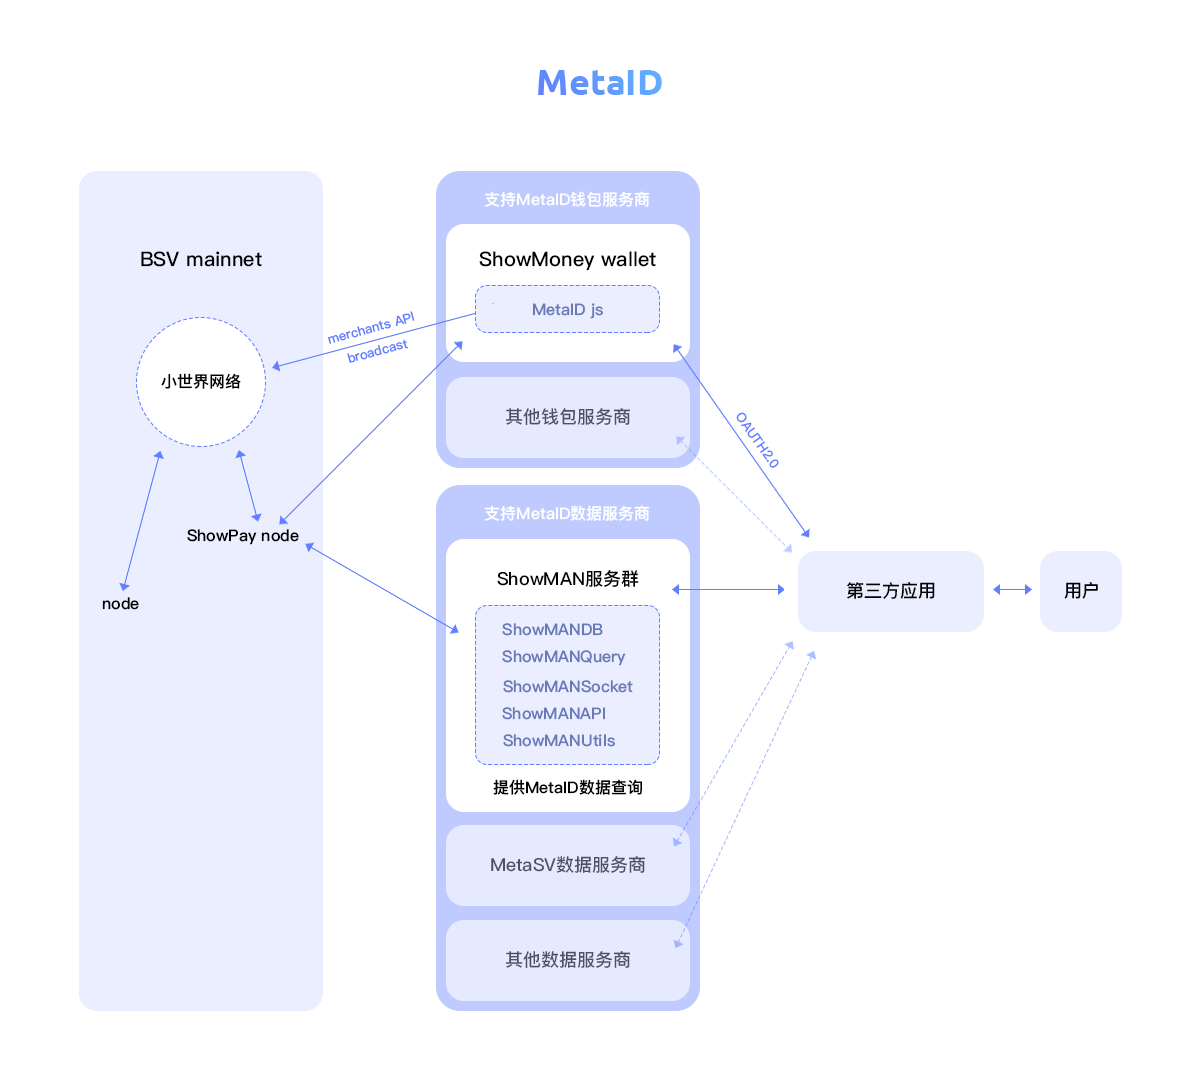 MetaID
BSV mainnet
小世界网络
ShowPay node
node
merchants API
broadcast
支持MetaID钱包服务商
ShowMoney wallet
MetaID js
其他钱包服务商
OAUTH2.0
支持MetaID数据服务商
ShowMAN服务群
ShowMANDB
ShowMANQuery
ShowMANSocket
ShowMANAPI
ShowMANUtils
提供MetaID数据查询
MetaSV数据服务商
其他数据服务商
第三方应用
用户